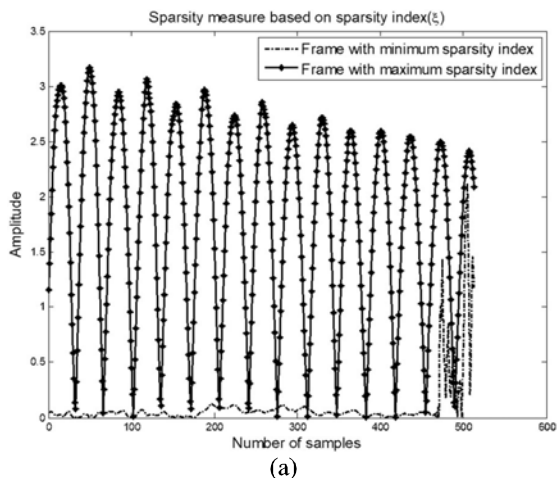 Sparsity measure based on sparsity index(ξ)
3.5
Frame with minimum sparsity index
Frame with maximum sparsity index
3
2.5
2
1.5
1
0.5
0
Amplitude
0 100 200 300 400 500 600
Number of samples
(a)